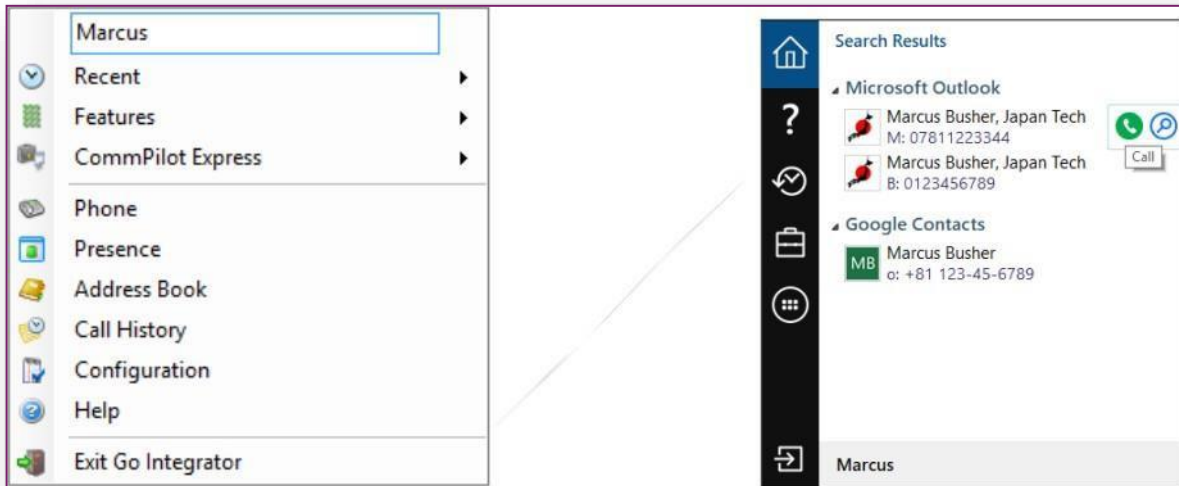 Marcus
Recent
Features
CommPilot Express
Phone
Presence
Address Book
Call History
Configuration
Help
Exit Go Integrator
Search Results
Microsoft Outlook
Marcus Busher, Japan Tech
M: 07811223344
Marcus Busher, Japan Tech
B: 0123456789
Call
Google Contacts
MB
Marcus Busher
o: +81 123-45-6789
Marcus